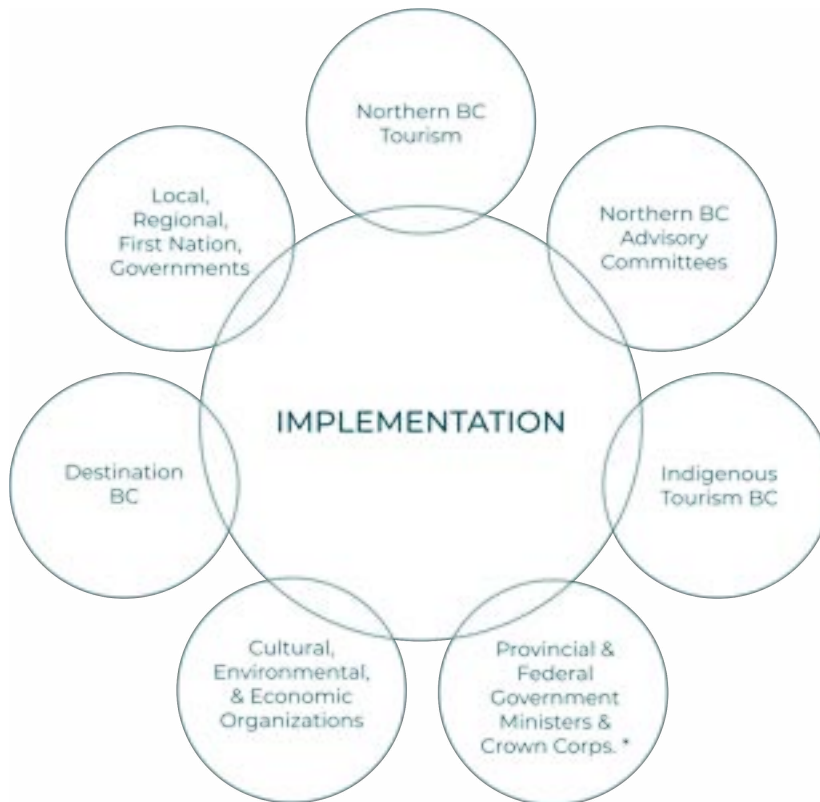 Northern BC
Tourism
Local,
Regional,
First Nation,
Governments
Northern BC
Advisory
Committees
IMPLEMENTATION
Destination
BC
Indigenous
Tourism BC
Cultural,
Environmental,
& Economic
Organizations
Provincial &
Federal
Government
Ministers &
Crown Corps. *